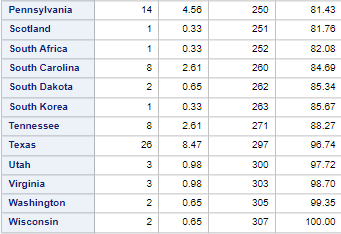 Pennsylvania 14 4.56 250 81.43
Scotland 1 0.33 251 81.76
South Africa 1 0.33 252 82.08
South Carolina 8 2.61 260 84.69
South Dakota 2 0.65 262 85.34
South Korea 1 0.33 263 85.67
Tennessee 8 2.61 271 88.27
Texas 26 8.47 297 96.74
Utah 3 0.98 300 97.72
Virginia 3 0.98 303 98.70
Washington 2 0.65 305 99.35
Wisconsin 2 0.65 307 100.00